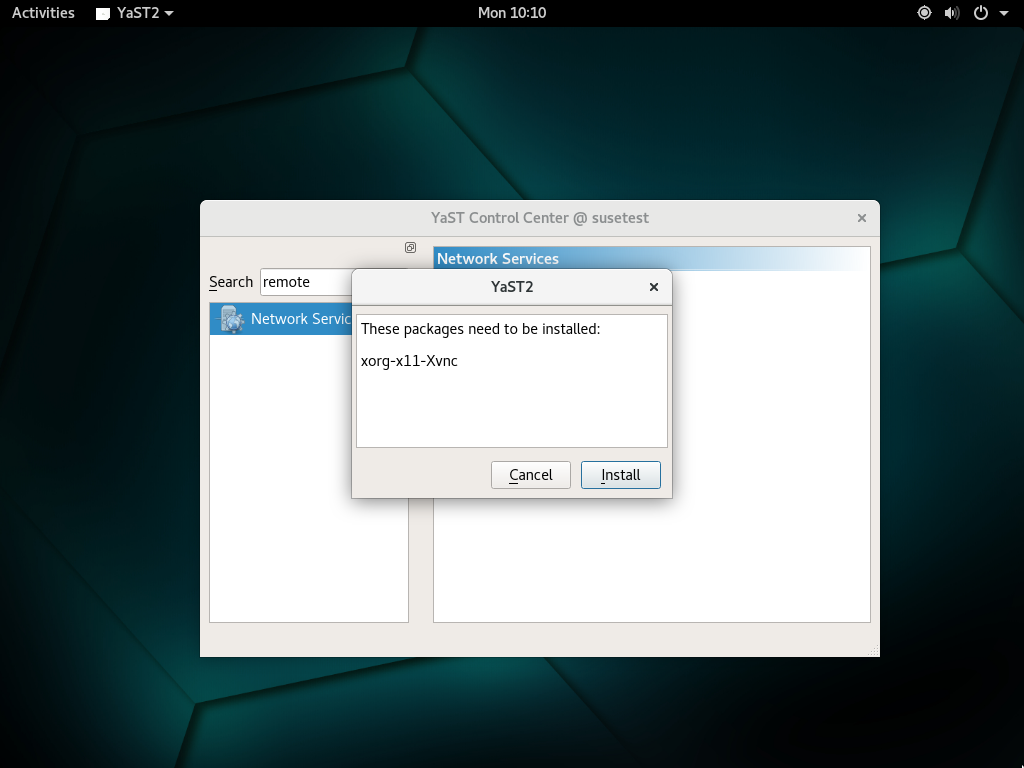 Activities YaST2 Mon 10:10
YaST Control Center @ susetest
Network Services
Search remote
YaST2
Network Servic
These packages need to be installed:
xorg-x11-Xvnc
Cancel Install